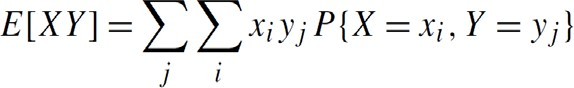 E[XY] = ∑_j ∑_i x_i y_j P{X = x_i, Y = y_j}